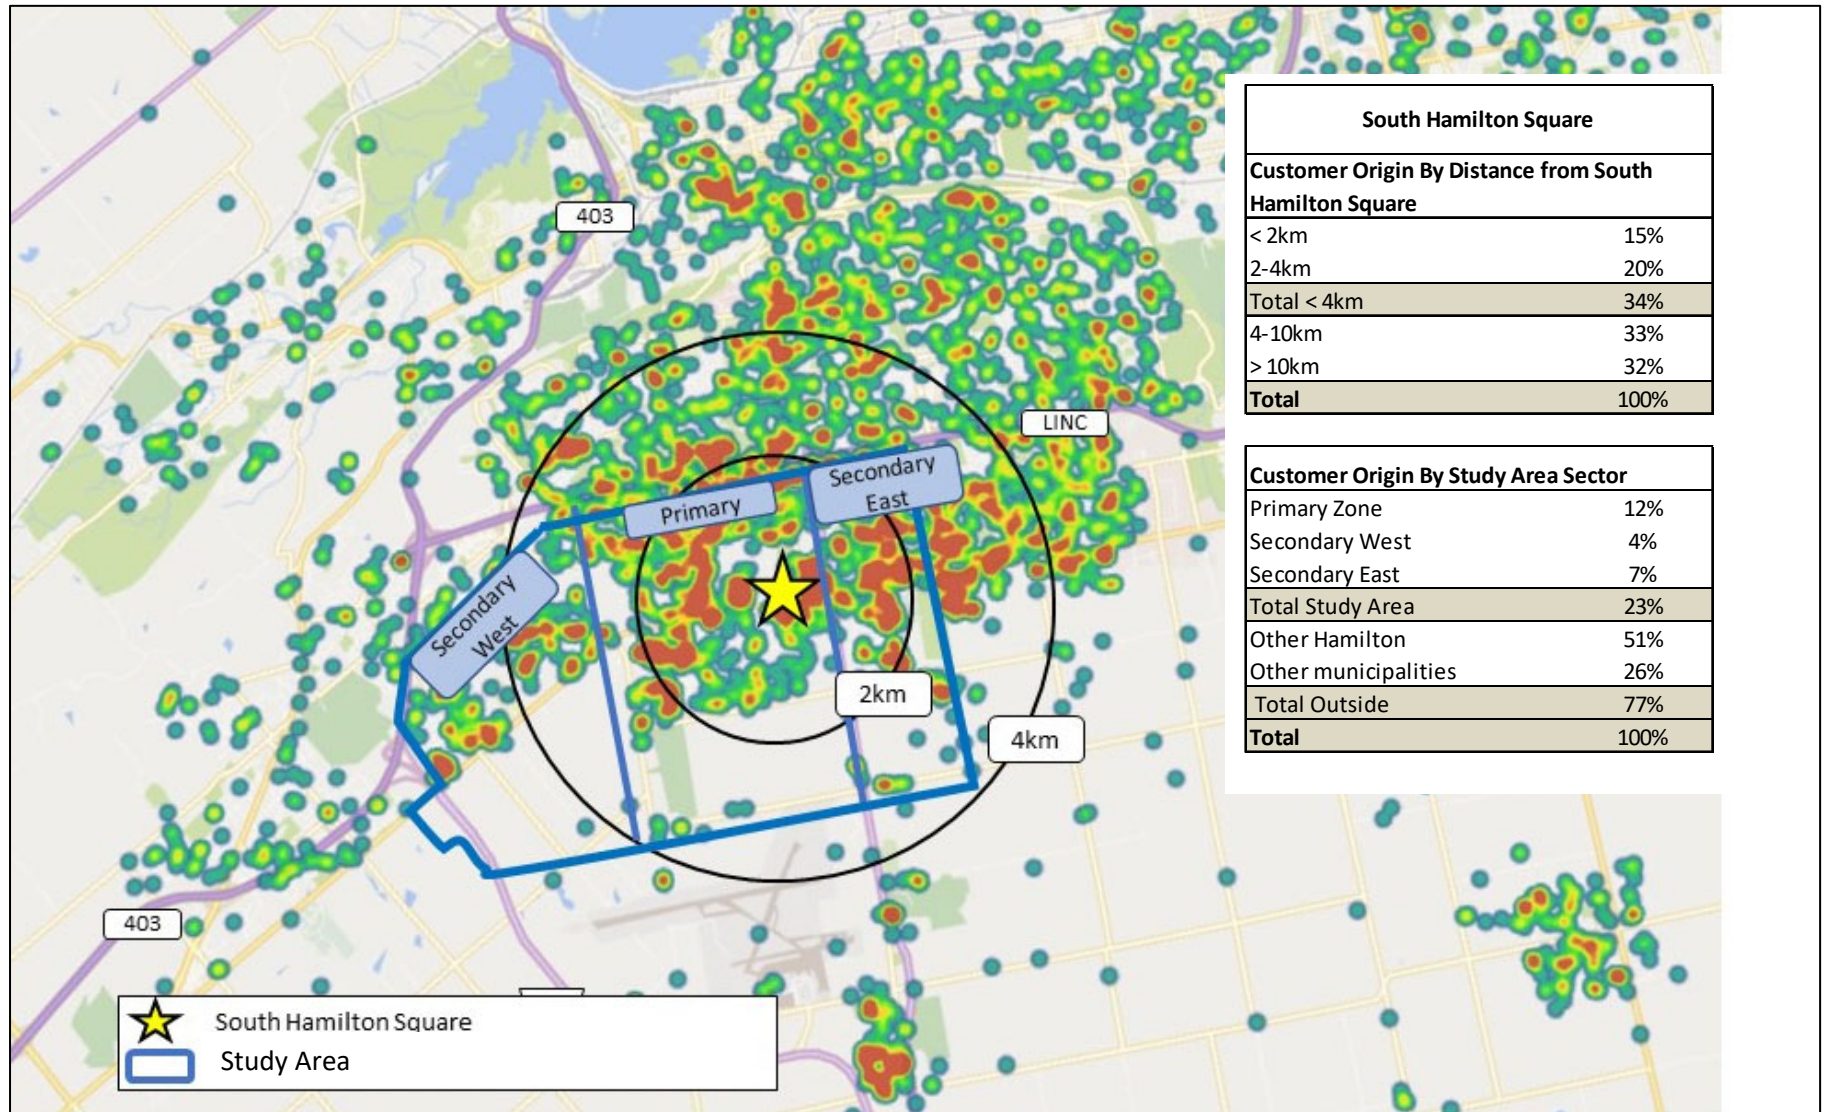 South Hamilton Square
Customer Origin By Distance from South
Hamilton Square
< 2km 15%
2-4km 20%
Total < 4km 34%
4-10km 33%
> 10km 32%
Total 100%
Customer Origin By Study Area Sector
Primary Zone 12%
Secondary West 4%
Secondary East 7%
Total Study Area 23%
Other Hamilton 51%
Other municipalities 26%
Total Outside 77%
Total 100%
403
LINC
Secondary
East
Primary
Secondary
West
2km
4km
403
South Hamilton Square
Study Area